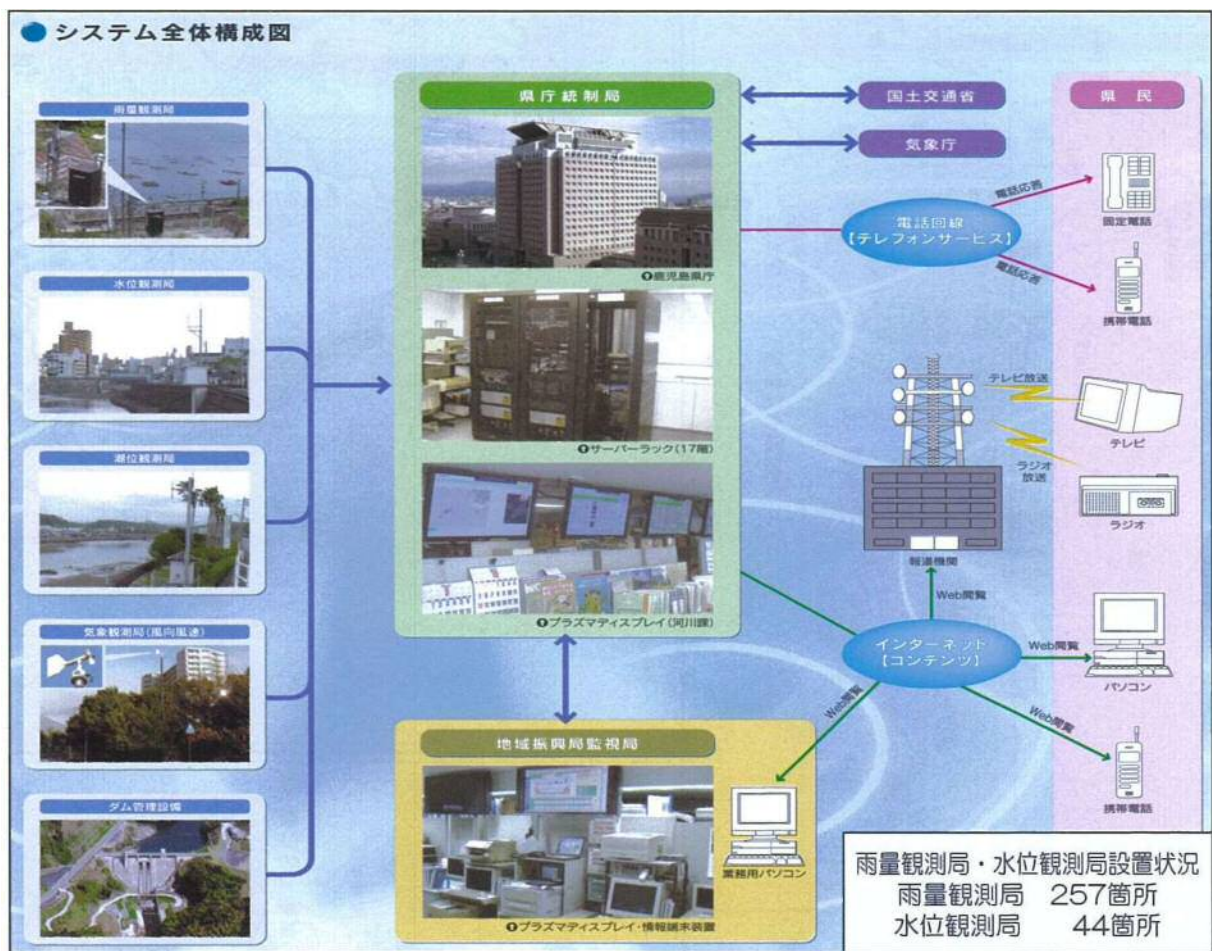 システム全体構成図
雨量観測局
水位観測局
潮位観測局
気象観測局(風向風速)
ダム管理設備
県庁統制局
鹿児島県庁
サーバーラック(17階)
プラズマディスプレイ(河川課)
地域振興局監視局
業務用パソコン
プラズマディスプレイ・情報端末装置
国土交通省
気象庁
電話回線
【テレフォンサービス】
電話応答
電話応答
報道機関
テレビ放送
ラジオ
放送
Web閲覧
インターネット
【コンテンツ】
Web閲覧
Web閲覧
Web閲覧
県民
固定電話
携帯電話
テレビ
ラジオ
パソコン
携帯電話
雨量観測局・水位観測局設置状況
雨量観測局 257箇所
水位観測局 44箇所